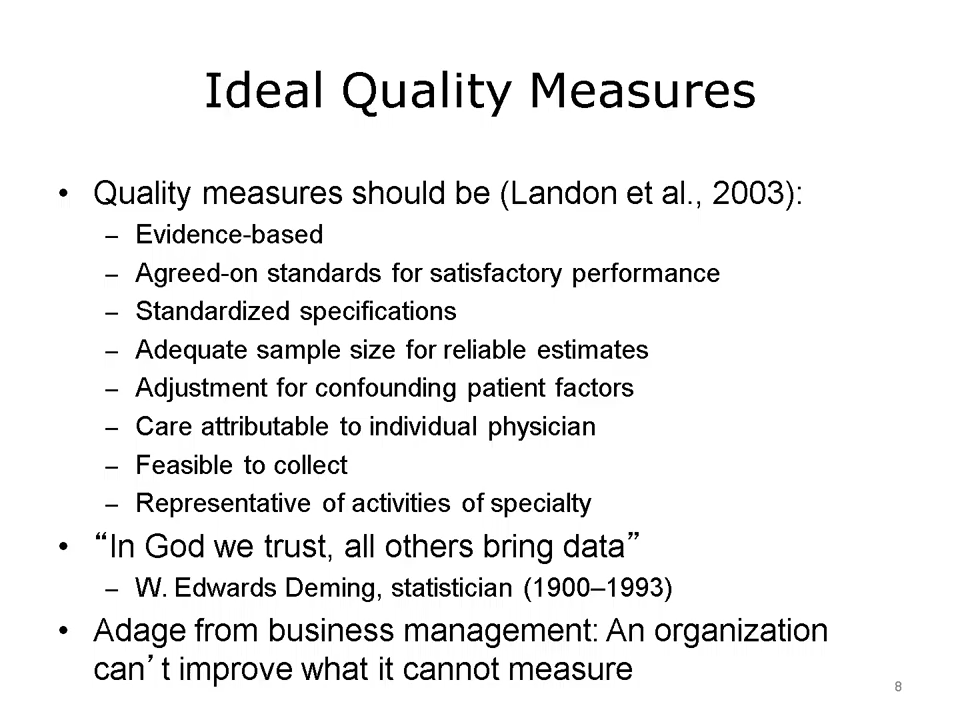 Ideal Quality Measures
• Quality measures should be (Landon et al., 2003):
– Evidence-based
– Agreed-on standards for satisfactory performance
– Standardized specifications
– Adequate sample size for reliable estimates
– Adjustment for confounding patient factors
– Care attributable to individual physician
– Feasible to collect
– Representative of activities of specialty
• “In God we trust, all others bring data”
– W. Edwards Deming, statistician (1900–1993)
• Adage from business management: An organization
can’t improve what it cannot measure
8